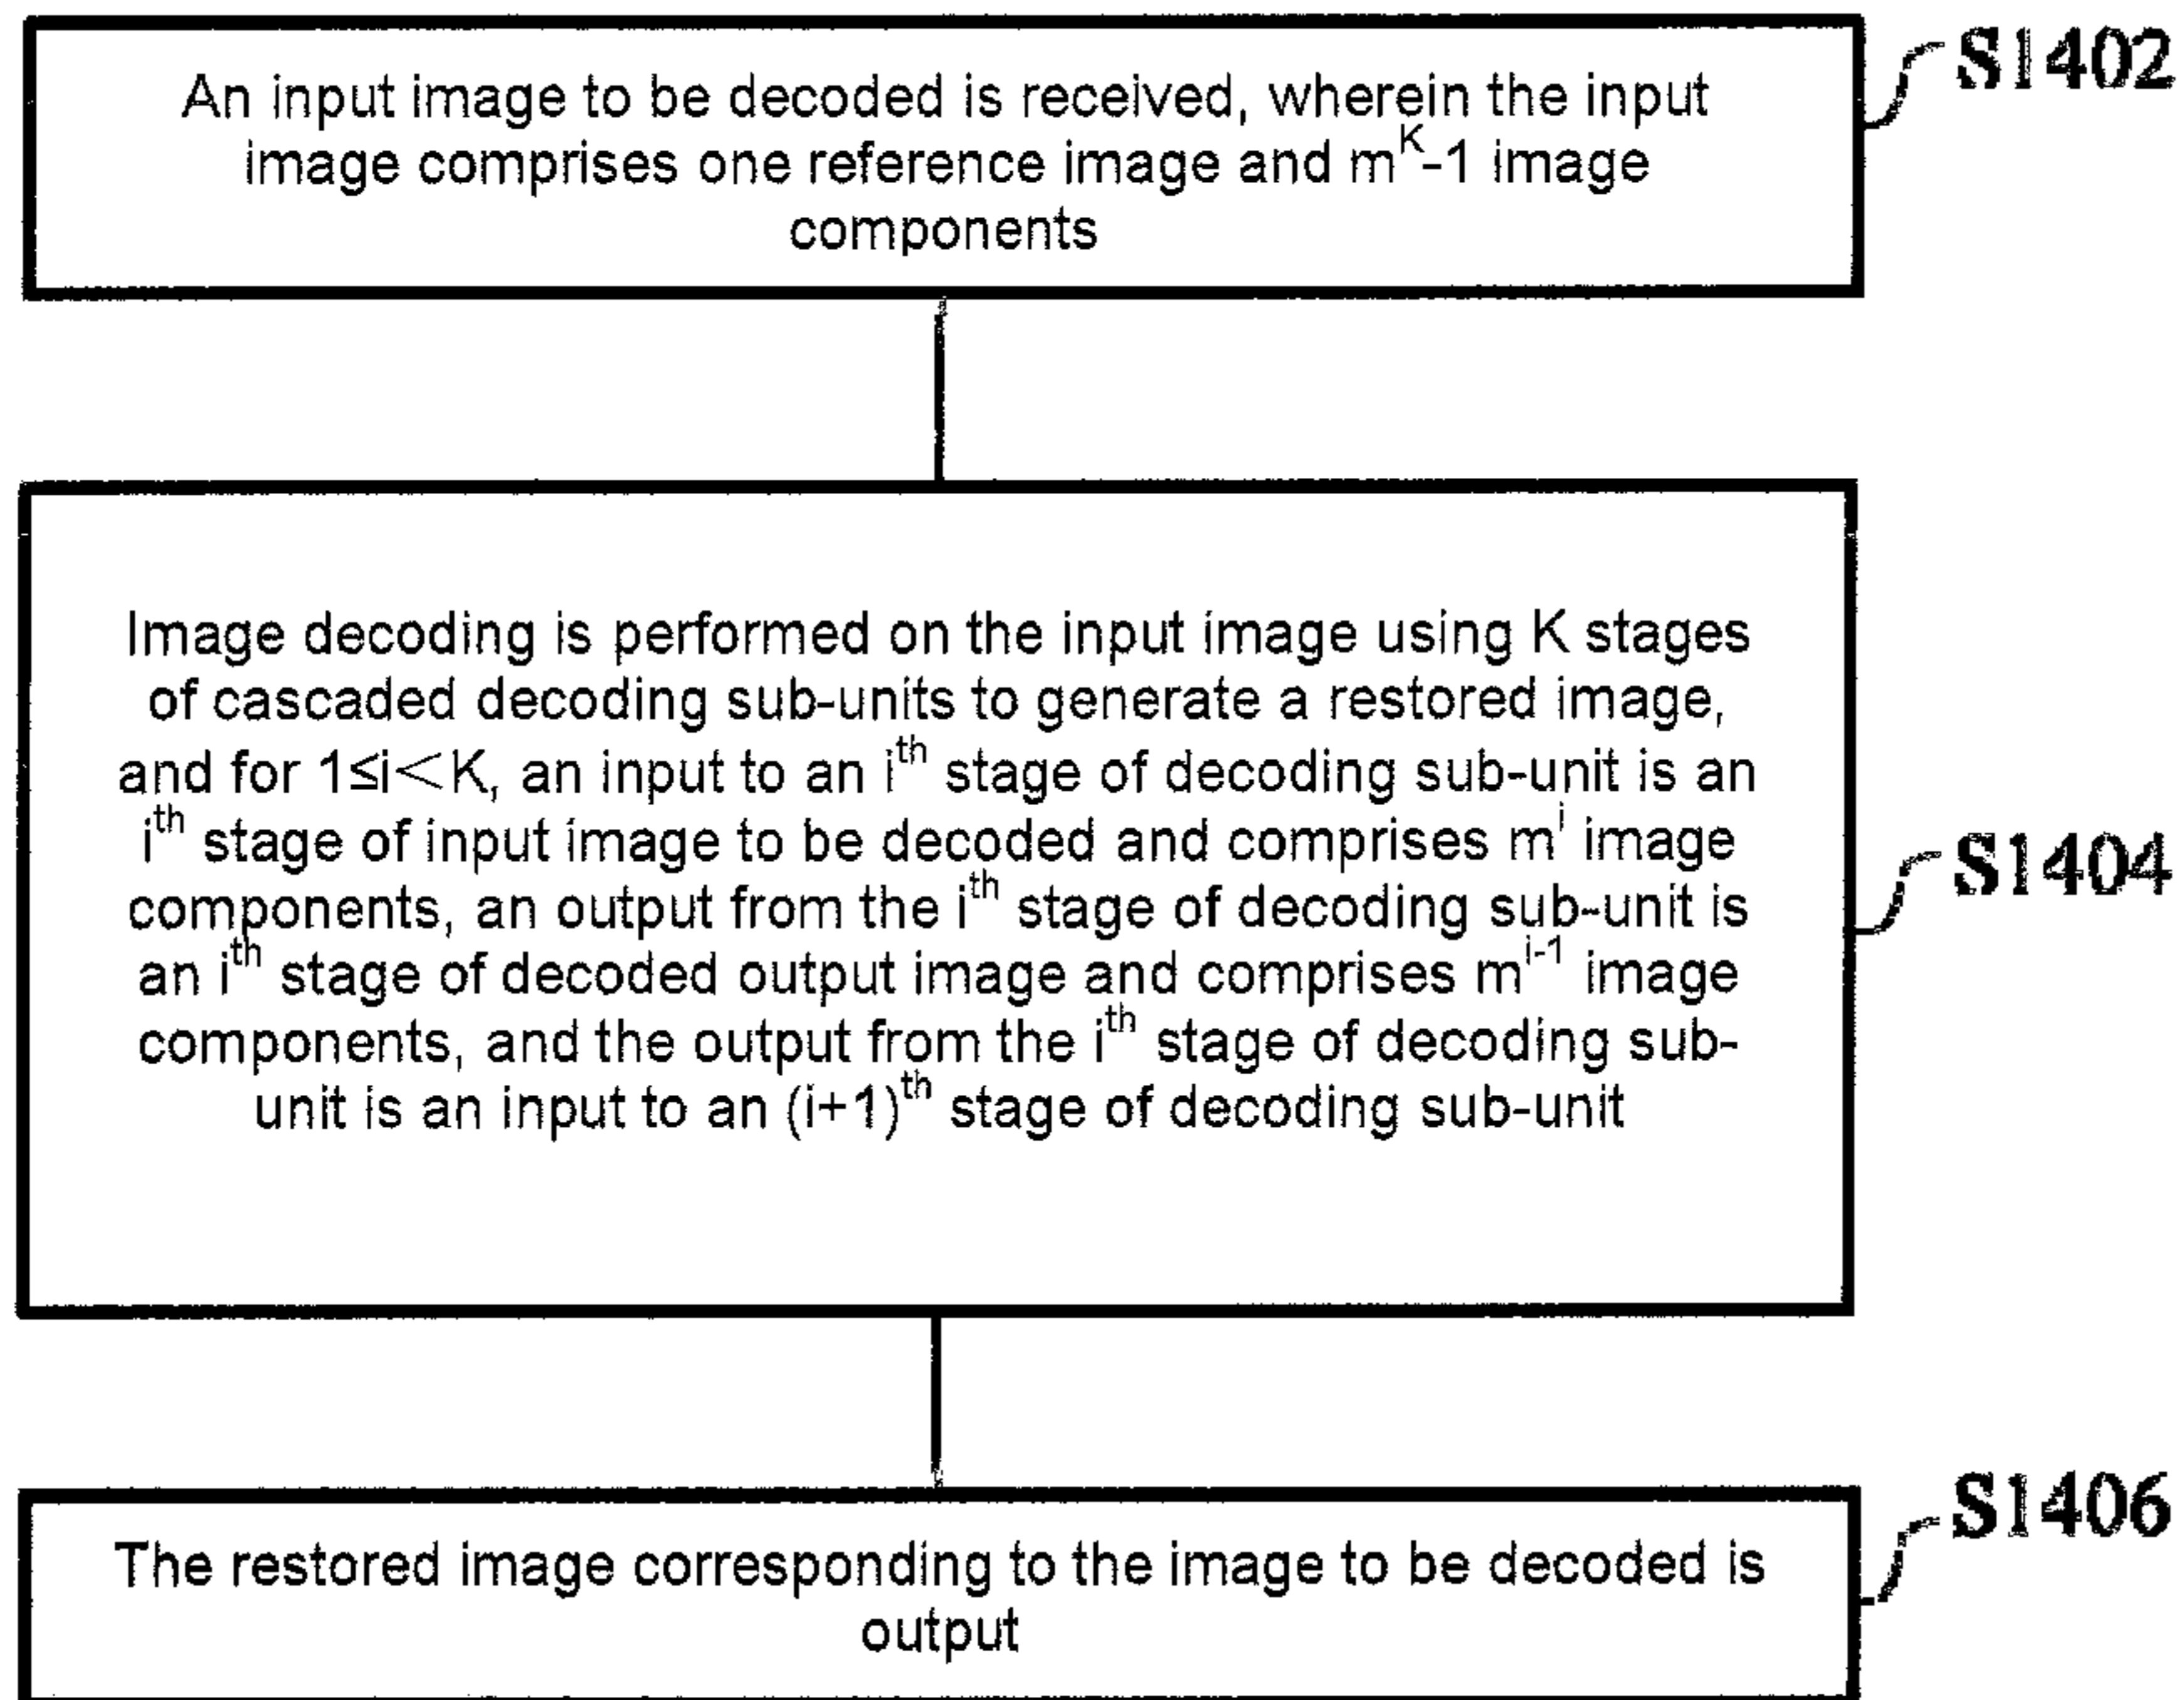 An input image to be decoded is received, wherein the input
image comprises one reference image and m^K-1 image
components
S1402
Image decoding is performed on the input image using K stages
of cascaded decoding sub-units to generate a restored image,
and for 1≤i<K, an input to an i^th stage of decoding sub-unit is an
i^th stage of input image to be decoded and comprises m^i image
components, an output from the i^th stage of decoding sub-unit is
an i^th stage of decoded output image and comprises m^i-1 image
components, and the output from the i^th stage of decoding sub-
unit is an input to an (i+1)^th stage of decoding sub-unit
S1404
The restored image corresponding to the image to be decoded is
output
S1406